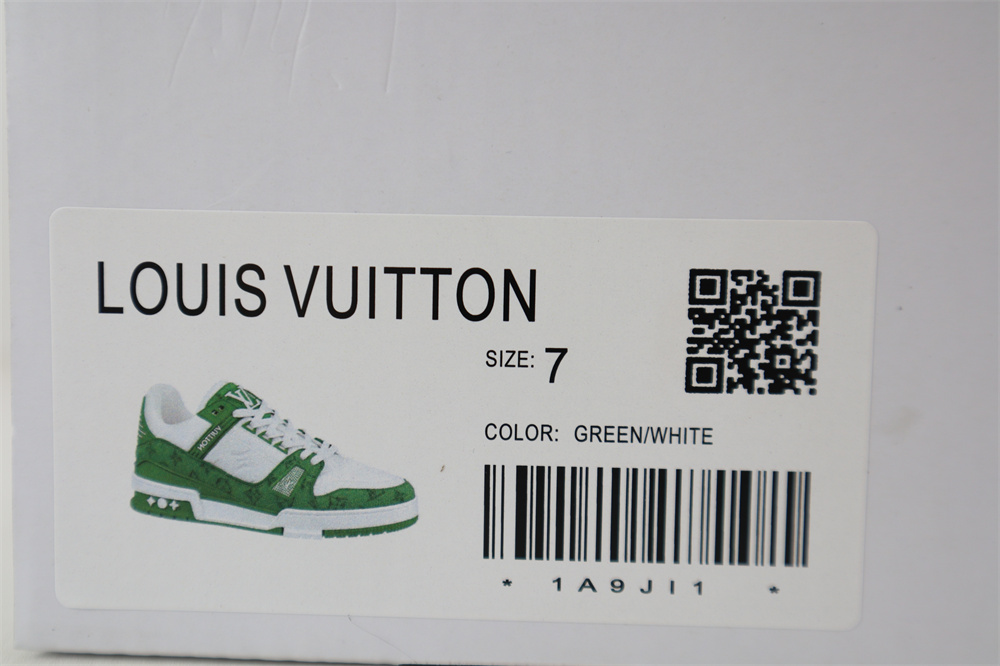 LOUIS VUITTON
SIZE: 7
COLOR: GREEN/WHITE
* 1A9JI1 *